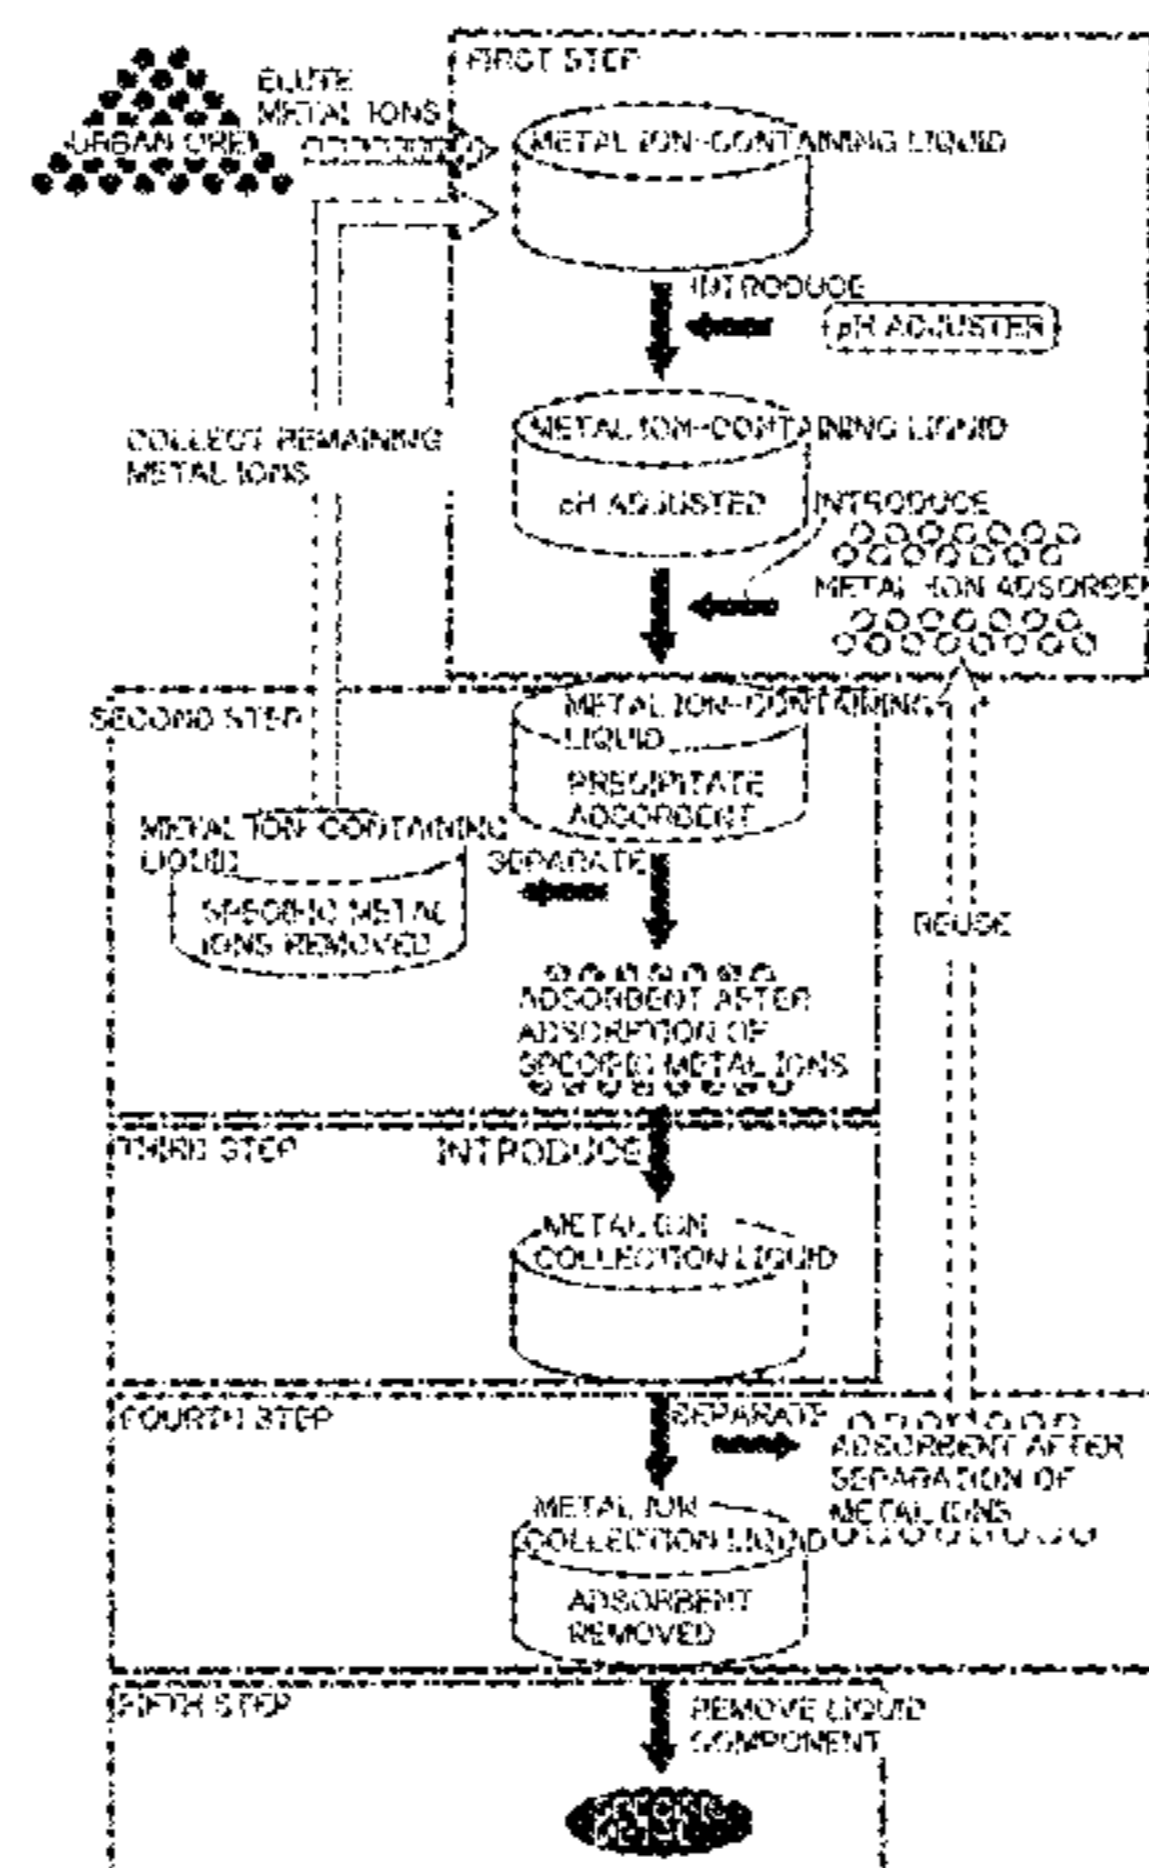 FIRST STEP
ELUTE
METAL IONS
URBAN ORE
METAL ION-CONTAINING LIQUID
INTRODUCE
pH ADJUSTER
METAL ION-CONTAINING LIQUID
COLLECT REMAINING
METAL IONS
pH ADJUSTED
INTRODUCE
METAL ION ADSORBEN
SECOND STEP
METAL ION-CONTAINING
LIQUID
PRECIPITATE
ADSORBENT
METAL ION-CONTAINING
LIQUID
SEPARATE
SPECIFIC METAL
IONS REMOVED
REUSE
ADSORBENT AFTER
ADSORPTION OF
SPECIFIC METAL IONS
THIRD STEP
INTRODUCE
METAL ION
COLLECTION LIQUID
FOURTH STEP
SEPARATE
ADSORBENT AFTER
SEPARATION OF
METAL IONS
METAL ION
COLLECTION LIQUID
ADSORBENT
REMOVED
FIFTH STEP
REMOVE LIQUID
COMPONENT
SPECIFIC
METAL